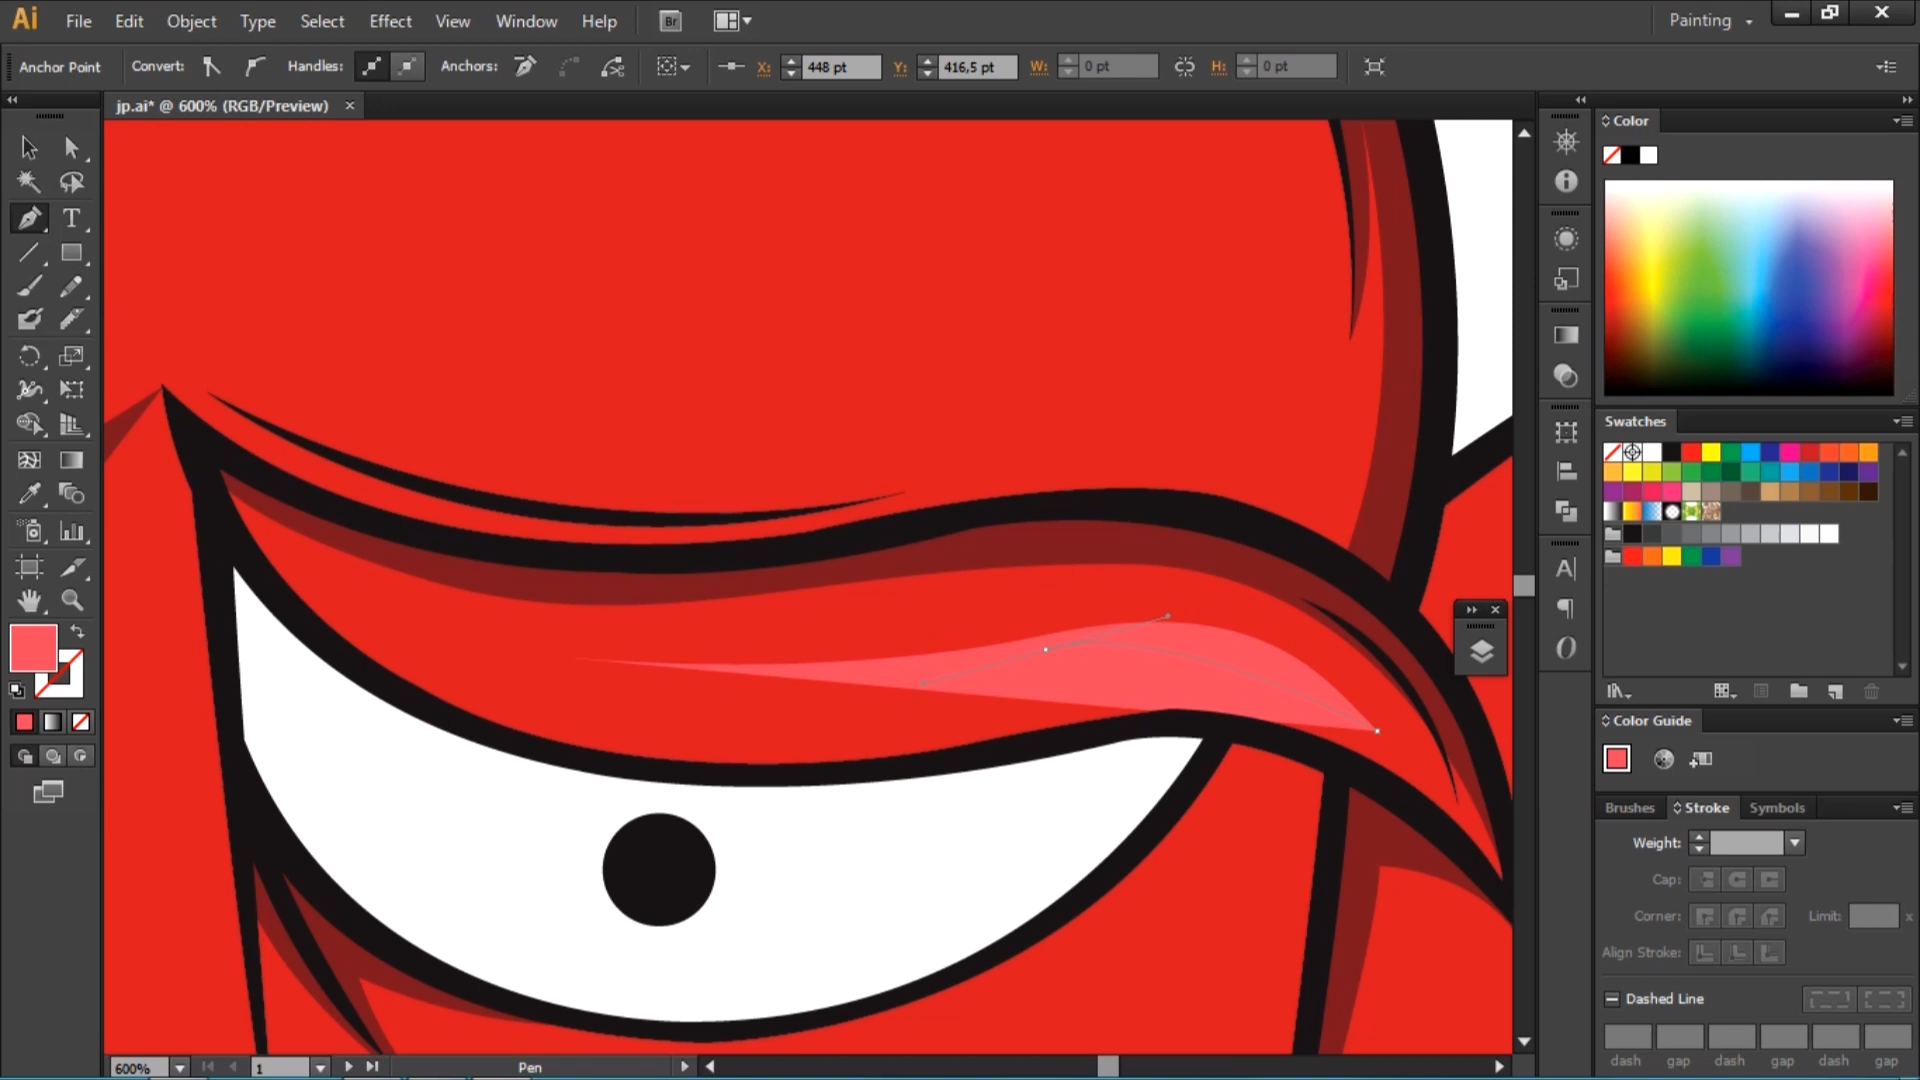 Ai File Edit Object Type Select Effect View Window Help Br Painting
Anchor Point Convert: Handles: Anchors: X: 448 pt Y: 416,5 pt W: 0 pt H: 0 pt
jp.ai* @ 600% (RGB/Preview)
Color
Swatches
Color Guide
Brushes Stroke Symbols
Weight:
Cap:
Corner: Limit: x
Align Stroke:
Dashed Line
dash gap dash gap dash gap
600% 1 Pen